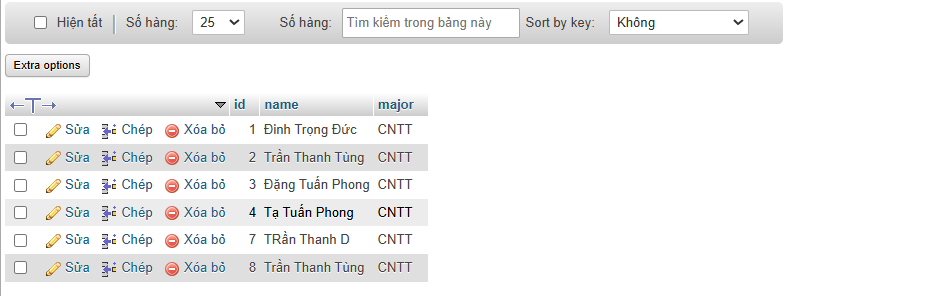 Hiện tất Số hàng: 25 Số hàng: Tìm kiếm trong bảng này Sort by key: Không
Extra options
id name major
Sửa Chép Xóa bỏ 1 Đinh Trọng Đức CNTT
Sửa Chép Xóa bỏ 2 Trần Thanh Tùng CNTT
Sửa Chép Xóa bỏ 3 Đặng Tuấn Phong CNTT
Sửa Chép Xóa bỏ 4 Tạ Tuấn Phong CNTT
Sửa Chép Xóa bỏ 7 TRần Thanh D CNTT
Sửa Chép Xóa bỏ 8 Trần Thanh Tùng CNTT